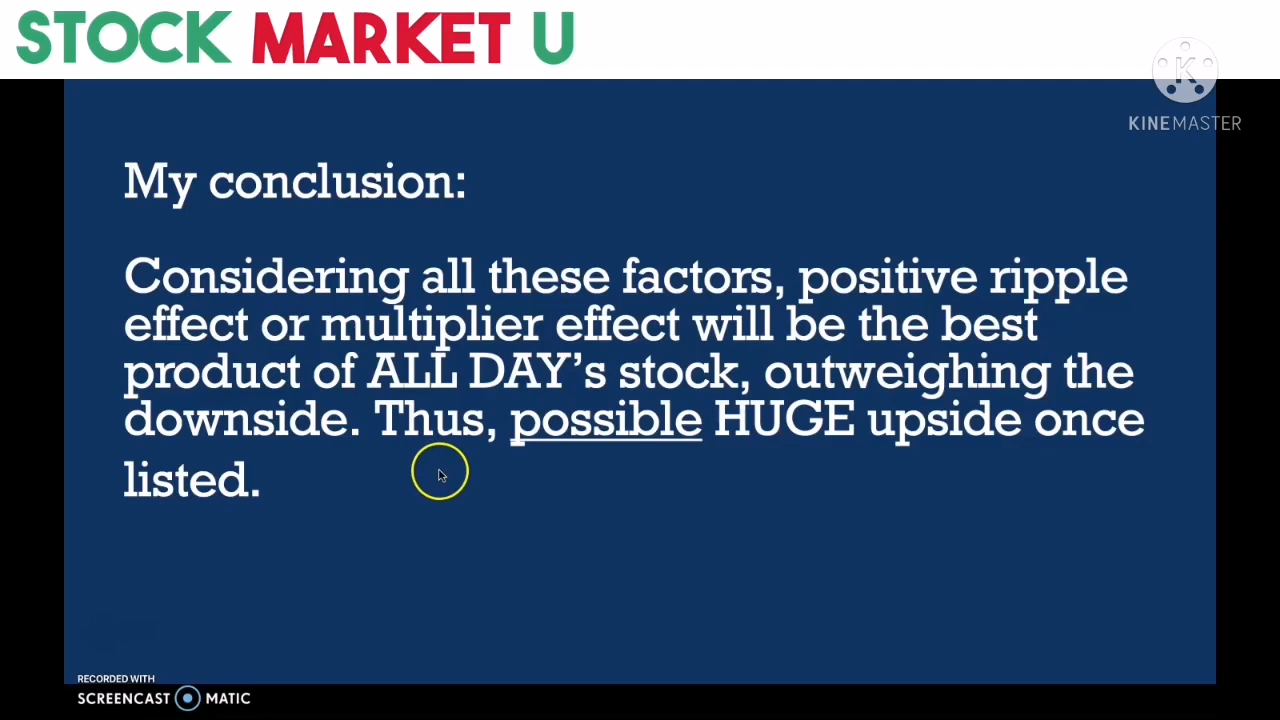 STOCK MARKET U
K
KINEMASTER
My conclusion:
Considering all these factors, positive ripple
effect or multiplier effect will be the best
product of ALL DAY’s stock, outweighing the
downside. Thus, possible HUGE upside once
listed.
RECORDED WITH
SCREENCAST MATIC